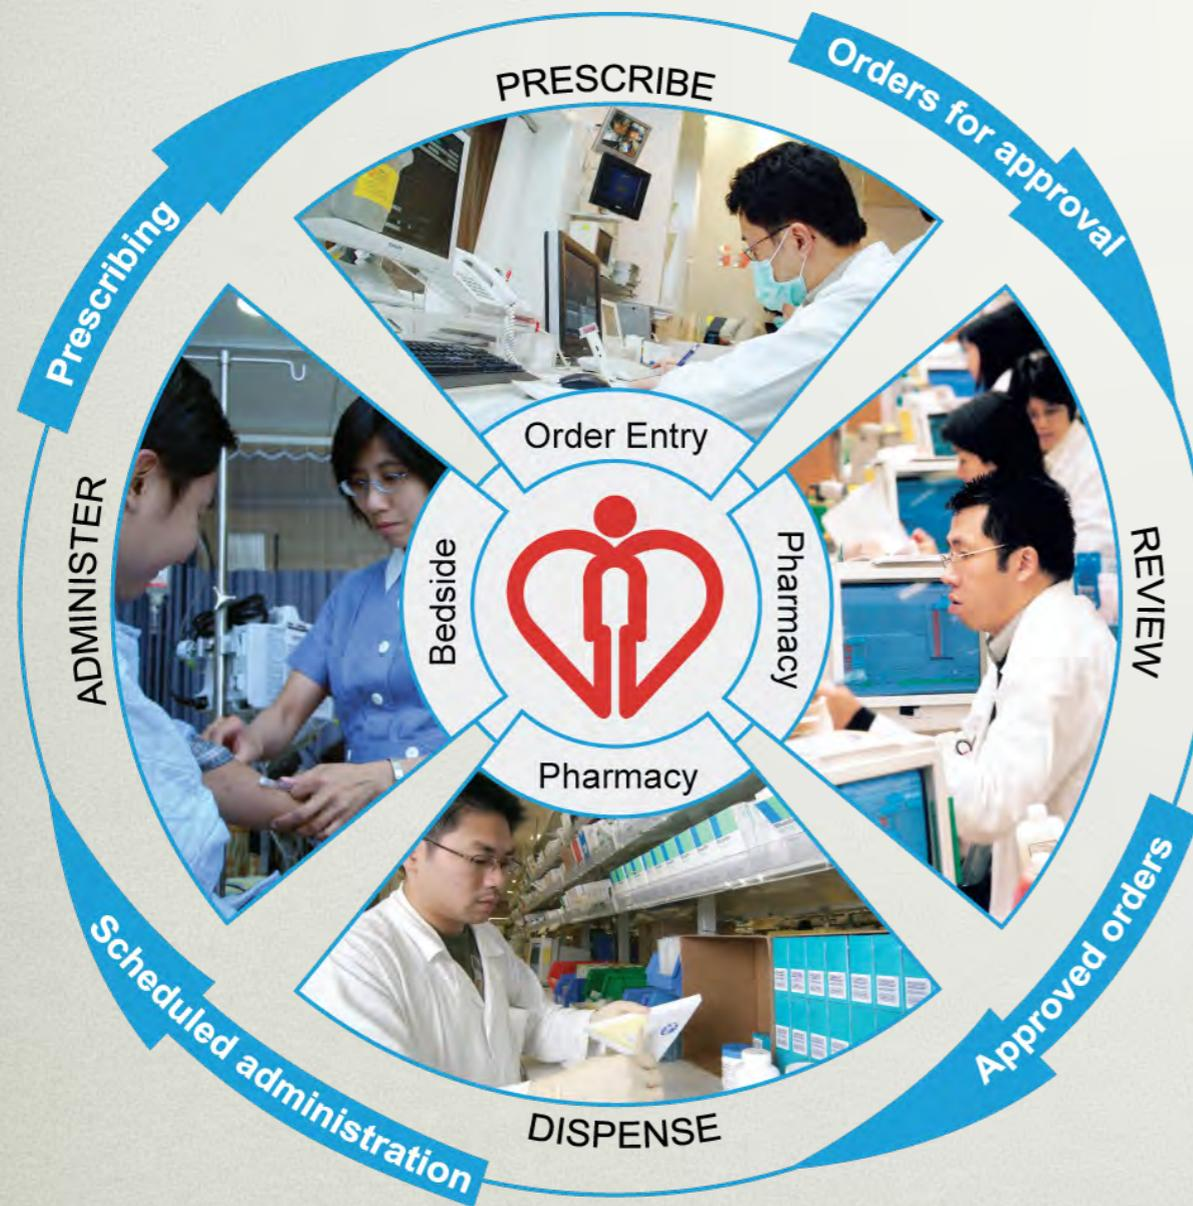 PRESCRIBE
Orders for approval
Prescribing
Order Entry
ADMINISTER
Bedside
Pharmacy
REVIEW
Pharmacy
Approved orders
Scheduled administration
DISPENSE